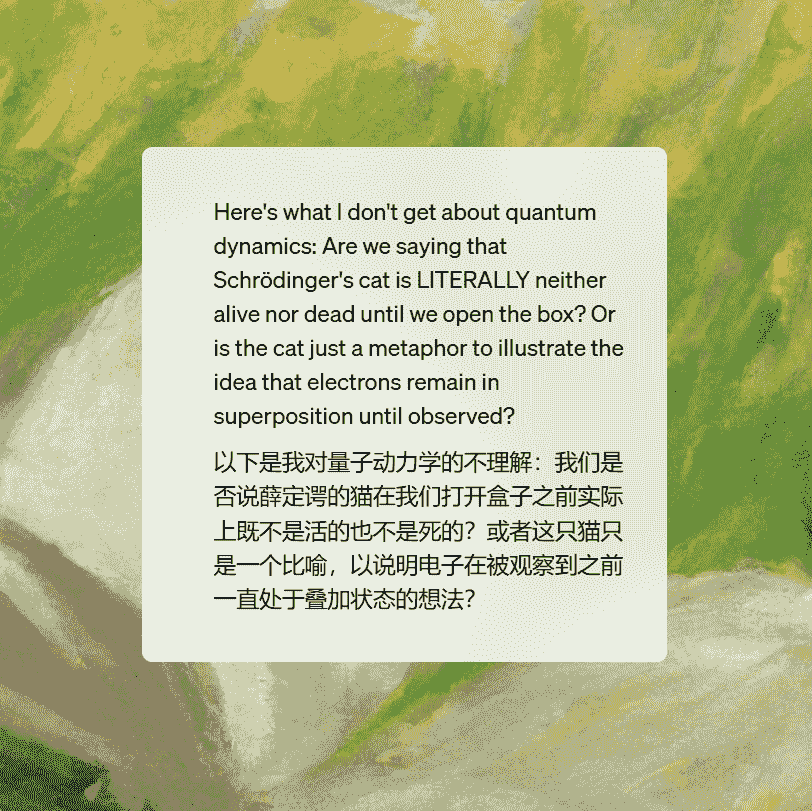 Here's what I don't get about quantum
dynamics: Are we saying that
Schrödinger's cat is LITERALLY neither
alive nor dead until we open the box? Or
is the cat just a metaphor to illustrate the
idea that electrons remain in
superposition until observed?
以下是我对量子动力学的不理解：我们是
否说薛定谔的猫在我们打开盒子之前实际
上既不是活的也不是死的？或者这只猫只
是一个比喻，以说明电子在被观察到之前
一直处于叠加状态的想法？